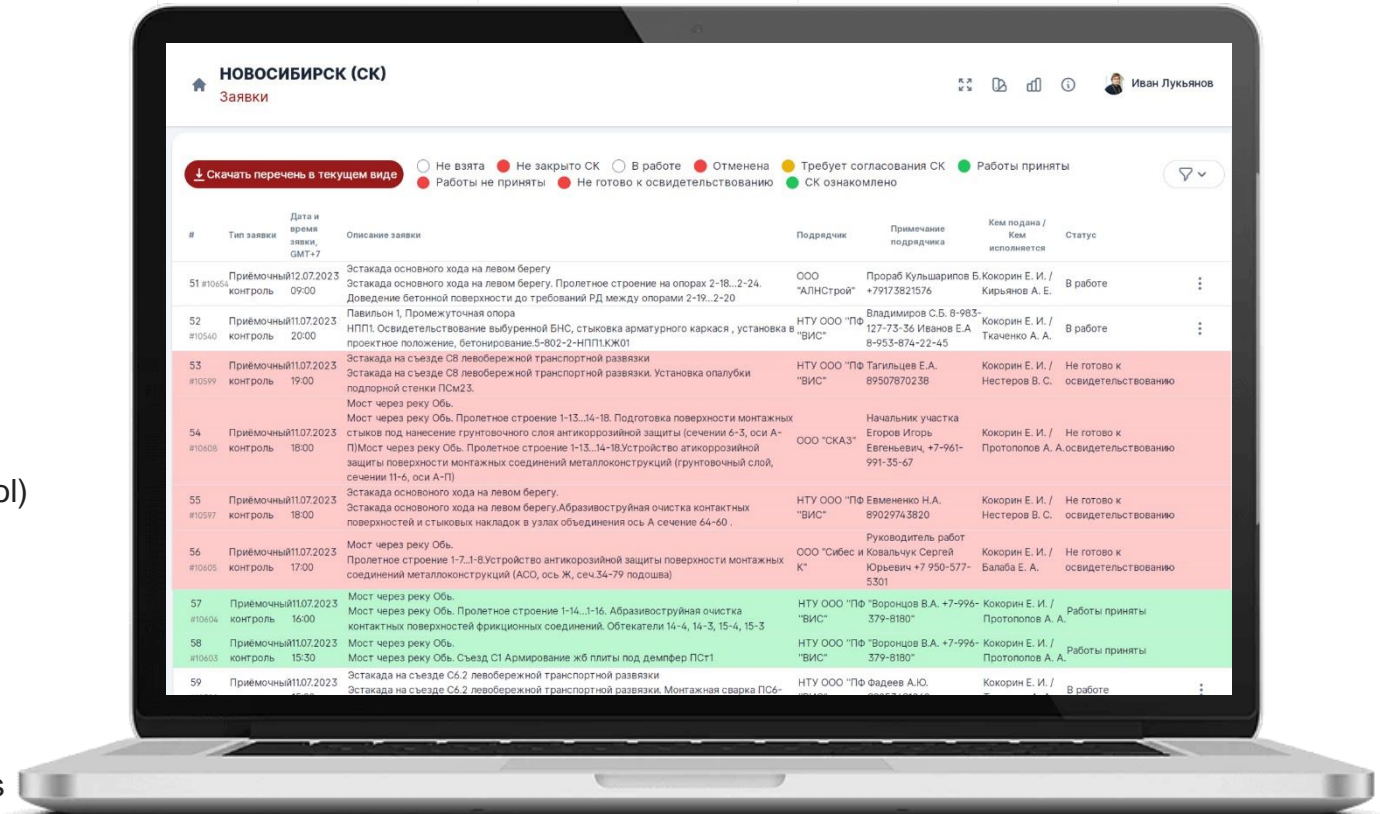 НОВОСИБИРСК (СК)
Заявки
Иван Лукьянов
Скачать перечень в текущем виде
Не взята Не закрыто СК В работе Отменена Требует согласования СК Работы приняты
Работы не приняты Не готово к освидетельствованию СК ознакомлено
# Тип заявки Дата и время зявки, GMT+7 Описание заявки Подрядчик Примечание подрядчика Кем подана / Кем исполняется Статус
Эстакада основного хода на левом берегу
51 #10654 Приёмочный 12.07.2023 Эстакада основного хода на левом берегу. Пролетное строение на опорах 2-18...2-24. ООО Прораб Кульшарипов Б. Кокорин Е. И. / В работе
контроль 09:00 Доведение бетонной поверхности до требований РД между опорами 2-19...2-20 "АЛНСтрой" +79173821576 Кирьянов А. Е.
Павильон 1, Промежуточная опора Владимиров С.Б. 8-983-
52 Приёмочный 11.07.2023 НПП1. Освидетельствование выбуренной БНС, стыковка арматурного каркася , установка в НТУ ООО "ПФ 127-73-36 Иванов Е.А Кокорин Е. И. / В работе
#10540 контроль 20:00 проектное положение, бетонирование.5-802-2-НПП1.КЖ01 "ВИС" 8-953-874-22-45 Ткаченко А. А.
53 Приёмочный 11.07.2023 Эстакада на съезде С8 левобережной транспортной развязки НТУ ООО "ПФ Тагильцев Е.А. Кокорин Е. И. / Не готово к
#10599 контроль 19:00 Эстакада на съезде С8 левобережной транспортной развязки. Установка опалубки "ВИС" 89507870238 Нестеров В. С. освидетельствованию
подпорной стенки ПСм23.
Мост через реку Обь.
Мост через реку Обь. Пролетное строение 1-13...14-18. Подготовка поверхности монтажных Начальник участка
54 Приёмочный 11.07.2023 стыков под нанесение грунтовочного слоя антикоррозийной защиты (сечении 6-3, оси А- ООО "СКАЗ" Егоров Игорь Кокорин Е. И. / Не готово к
#10608 контроль 18:00 П)Мост через реку Обь. Пролетное строение 1-13...14-18.Устройство атикоррозийной Евгеньевич, +7-961- Протопопов А. А. освидетельствованию
защиты поверхности монтажных соединений металлоконструкций (грунтовочный слой, 991-35-67
сечении 11-6, оси А-П)
55 Приёмочный 11.07.2023 Эстакада осноовоного хода на левом берегу. НТУ ООО "ПФ Евмененко Н.А. Кокорин Е. И. / Не готово к
#10597 контроль 18:00 Эстакада основоного хода на левом берегу.Абразивоструйная очистка контактных "ВИС" 89029743820 Нестеров В. С. освидетельствованию
поверхностей и стыковых накладок в узлах объединения ось А сечение 64-60 .
Руководитель работ
56 Приёмочный 11.07.2023 Мост через реку Обь. ООО "Сибес и Ковальчук Сергей Кокорин Е. И. / Не готово к
#10605 контроль 17:00 Пролетное строение 1-7...1-8.Устройство антикорозийной защиты поверхности монтажных К" Юрьевич +7 950-577- Балаба Е. А. освидетельствованию
соединений металлоконструкций (АСО, ось Ж, сеч.34-79 подошва) 5301
57 Приёмочный 11.07.2023 Мост через реку Обь. НТУ ООО "ПФ "Воронцов В.А. +7-996- Кокорин Е. И. / Работы приняты
#10604 контроль 16:00 Мост через реку Обь. Пролетное строение 1-14...1-16. Абразивоструйная очистка "ВИС" 379-8180" Протопопов А. А.
контактных поверхностей фрикционных соединений. Обтекатели 14-4, 14-3, 15-4, 15-3
58 Приёмочный 11.07.2023 Мост через реку Обь. НТУ ООО "ПФ "Воронцов В.А. +7-996- Кокорин Е. И. / Работы приняты
#10603 контроль 15:30 Мост через реку Обь. Съезд С1 Армирование жб плиты под демпфер ПСт1 "ВИС" 379-8180" Протопопов А. А.
59 Приёмочный 11.07.2023 Эстакада на съезде С6.2 левобережной транспортной развязки НТУ ООО "ПФ Фадеев А.Ю. Кокорин Е. И. / В работе
Эстакада на съезде С6.2 левобережной транспортной развязки. Монтажная сварка ПС6-
ol)
s